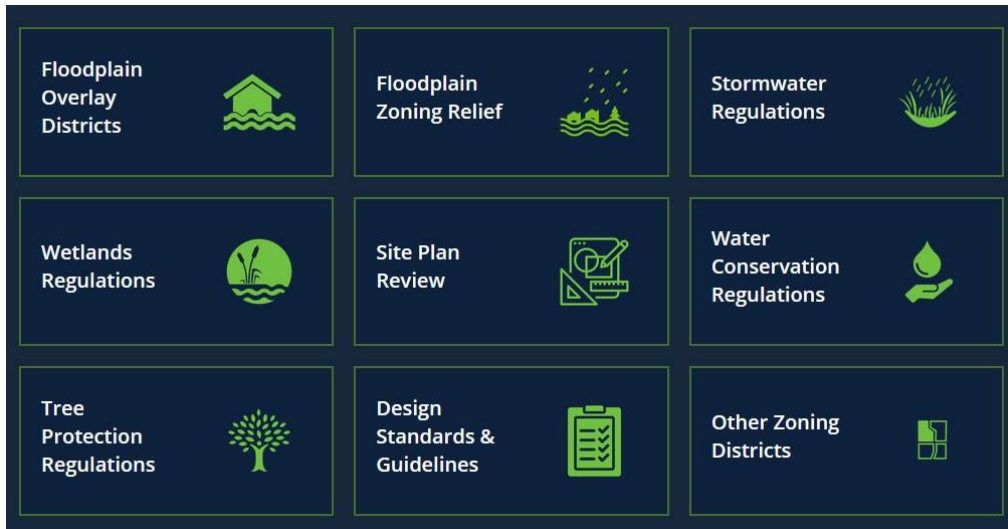 Floodplain
Overlay
Districts
Floodplain
Zoning Relief
Stormwater
Regulations
Wetlands
Regulations
Site Plan
Review
Water
Conservation
Regulations
Tree
Protection
Regulations
Design
Standards &
Guidelines
Other Zoning
Districts